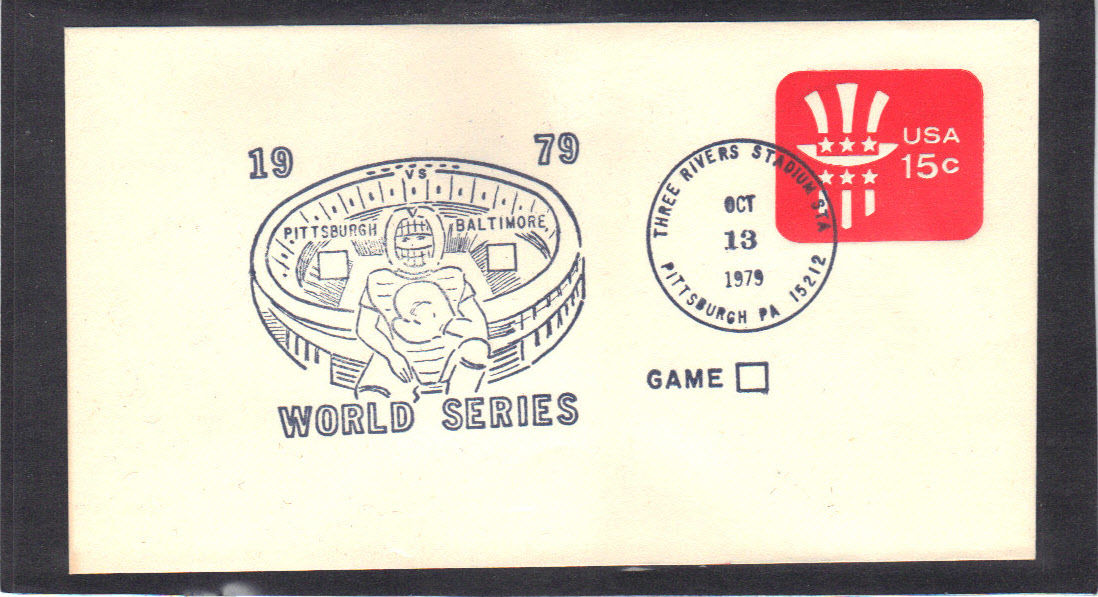 19 79
VS
PITTSBURGH BALTIMORE
WORLD SERIES
THREE RIVERS STADIUM STA
OCT
13
1979
PITTSBURGH PA 15212
GAME
USA
15c